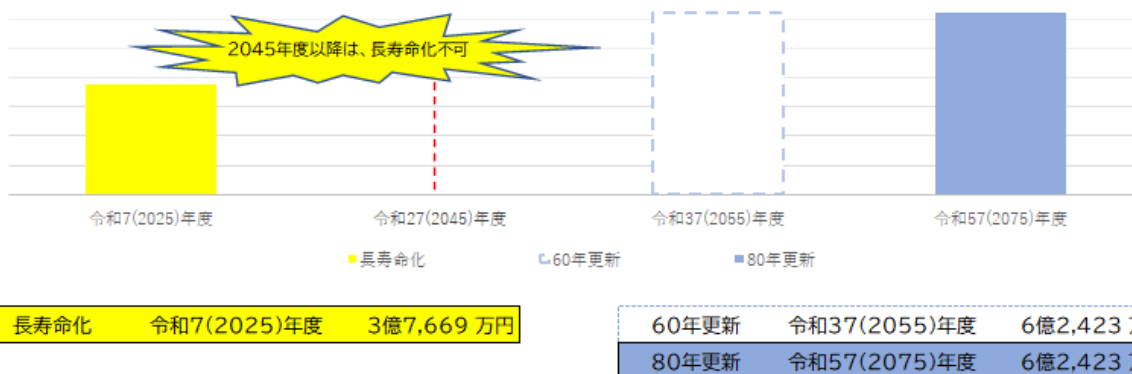 2045年度以降は、長寿命化不可
令和7(2025)年度 令和27(2045)年度 令和37(2055)年度 令和57(2075)年度
長寿命化 60年更新 80年更新
長寿命化 令和7(2025)年度 3億7,669 万円
60年更新 令和37(2055)年度 6億2,423
80年更新 令和57(2075)年度 6億2,423